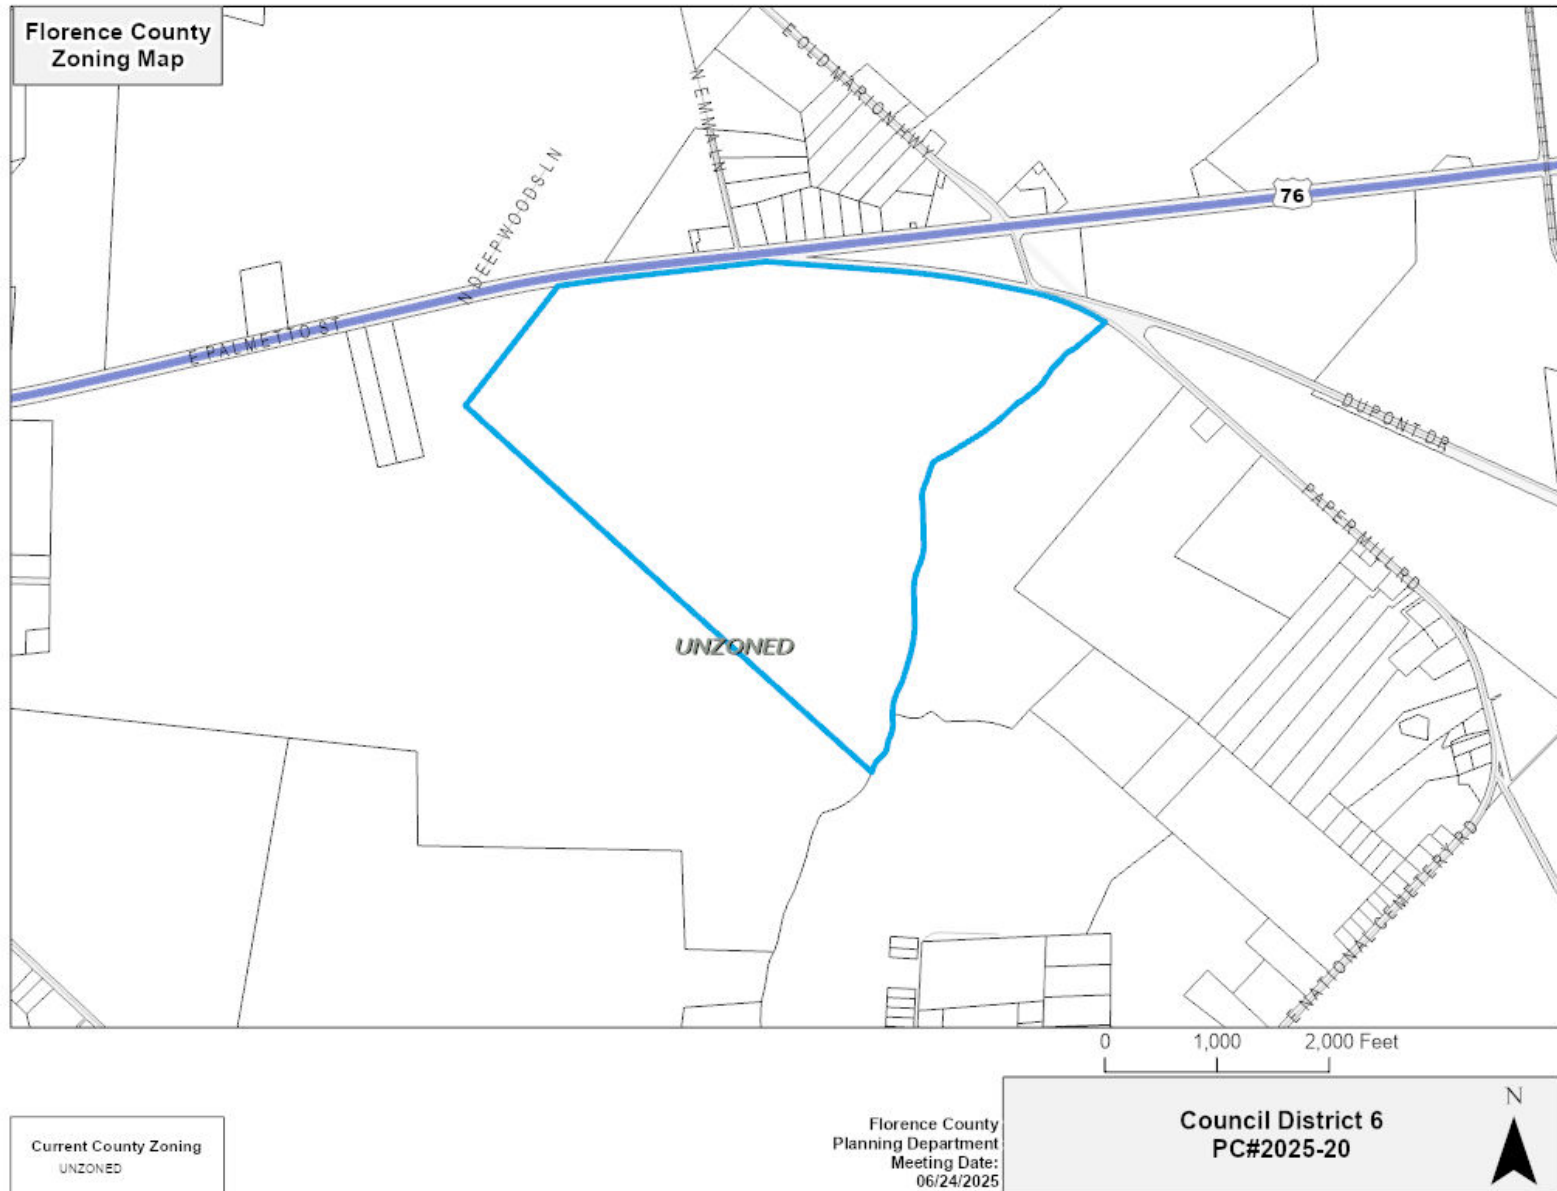 Florence County
Zoning Map
E OLD MARION HWY
N EMMA LN
N DEEPWOODS LN
76
E PALMETTO ST
DUPONT DR
PAPER MILL RD
UNZONED
E NATIONAL CEMETERY RD
0 1,000 2,000 Feet
Current County Zoning
UNZONED
Florence County
Planning Department
Meeting Date:
06/24/2025
Council District 6
PC#2025-20
N